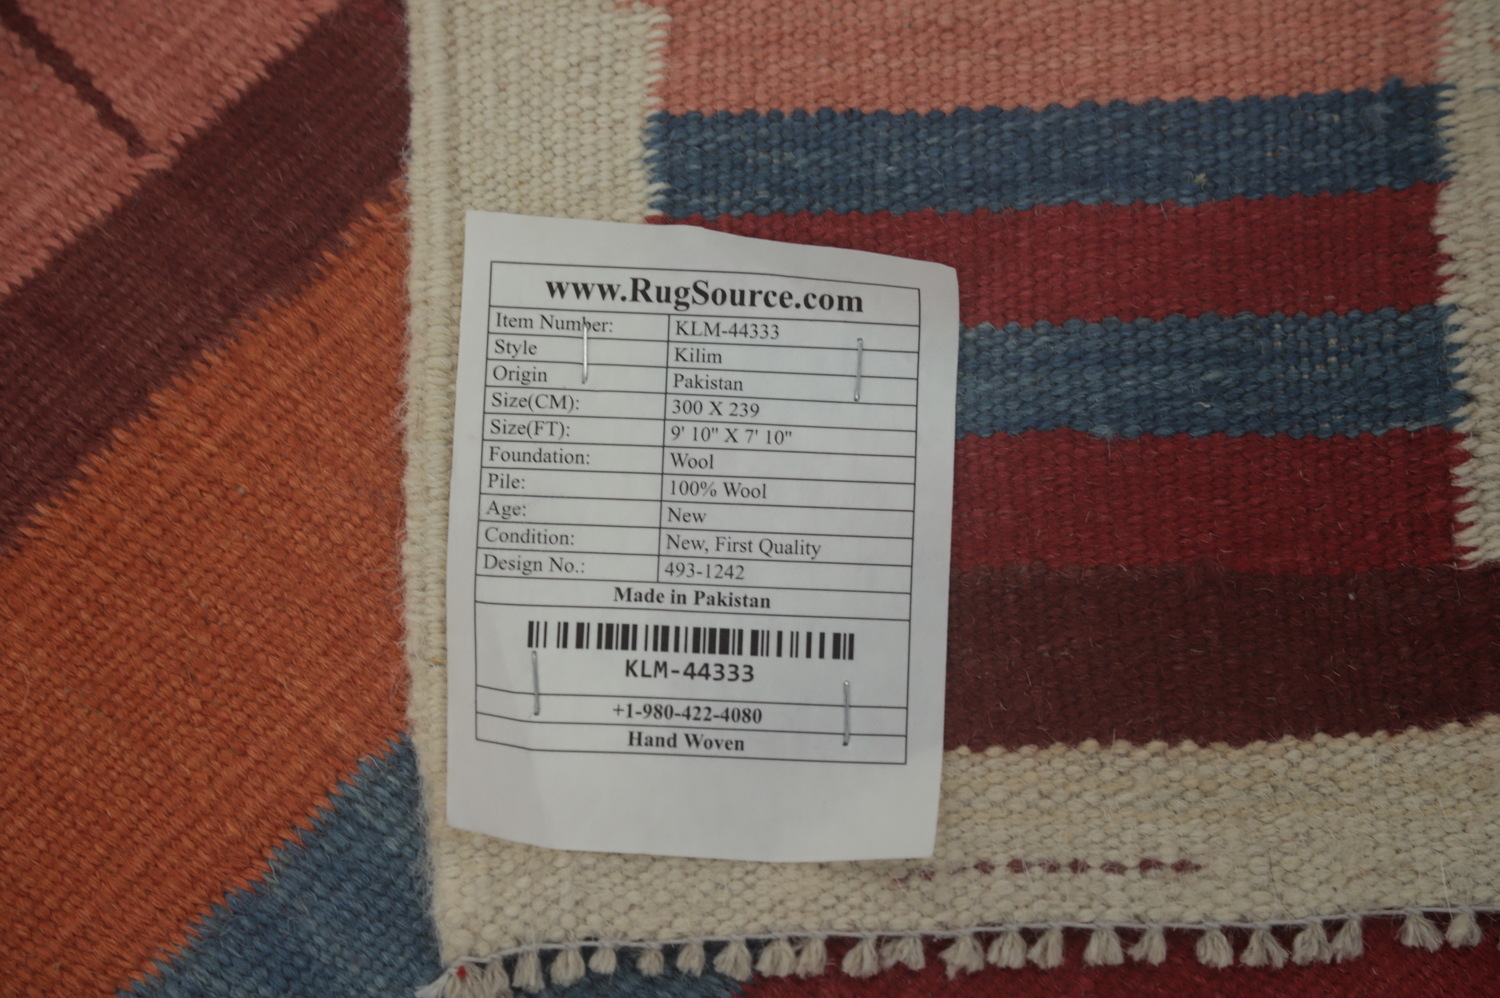 www.RugSource.com
Item Number: KLM-44333
Style Kilim
Origin Pakistan
Size(CM): 300 X 239
Size(FT): 9' 10" X 7' 10"
Foundation: Wool
Pile: 100% Wool
Age: New
Condition: New, First Quality
Design No.: 493-1242
Made in Pakistan
KLM-44333
+1-980-422-4080
Hand Woven